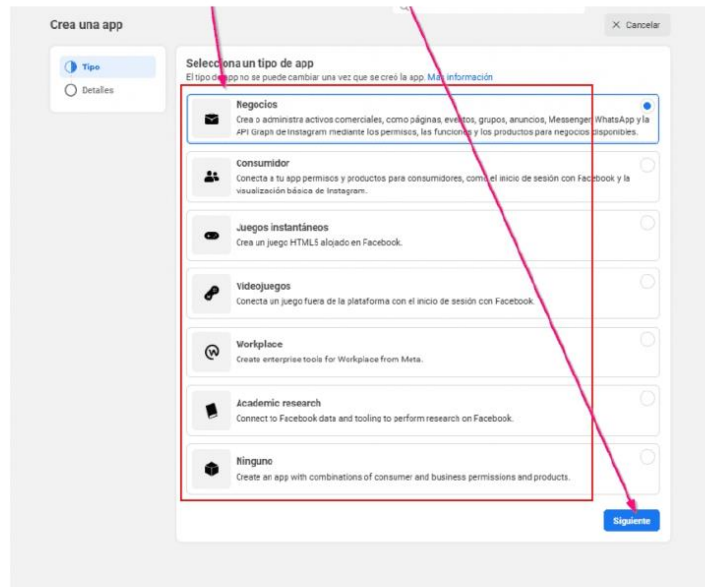 Crea una app
Cancelar
Tipo
Detalles
Selecciona un tipo de app
El tipo de app no se puede cambiar una vez que se creó la app. Más información
Negocios
Crea o administra activos comerciales, como páginas, eventos, grupos, anuncios, Messenger, WhatsApp y la
API Graph de Instagram mediante los permisos, las funciones y los productos para negocios disponibles.
Consumidor
Conecta a tu app permisos y productos para consumidores, como el inicio de sesión con Facebook y la
visualización básica de Instagram.
Juegos instantáneos
Crea un juego HTML5 alojado en Facebook.
Videojuegos
Conecta un juego fuera de la plataforma con el inicio de sesión con Facebook.
Workplace
Create enterprise tools for Workplace from Meta.
Academic research
Connect to Facebook data and tooling to perform research on Facebook.
Ninguno
Create an app with combinations of consumer and business permissions and products.
Siguiente